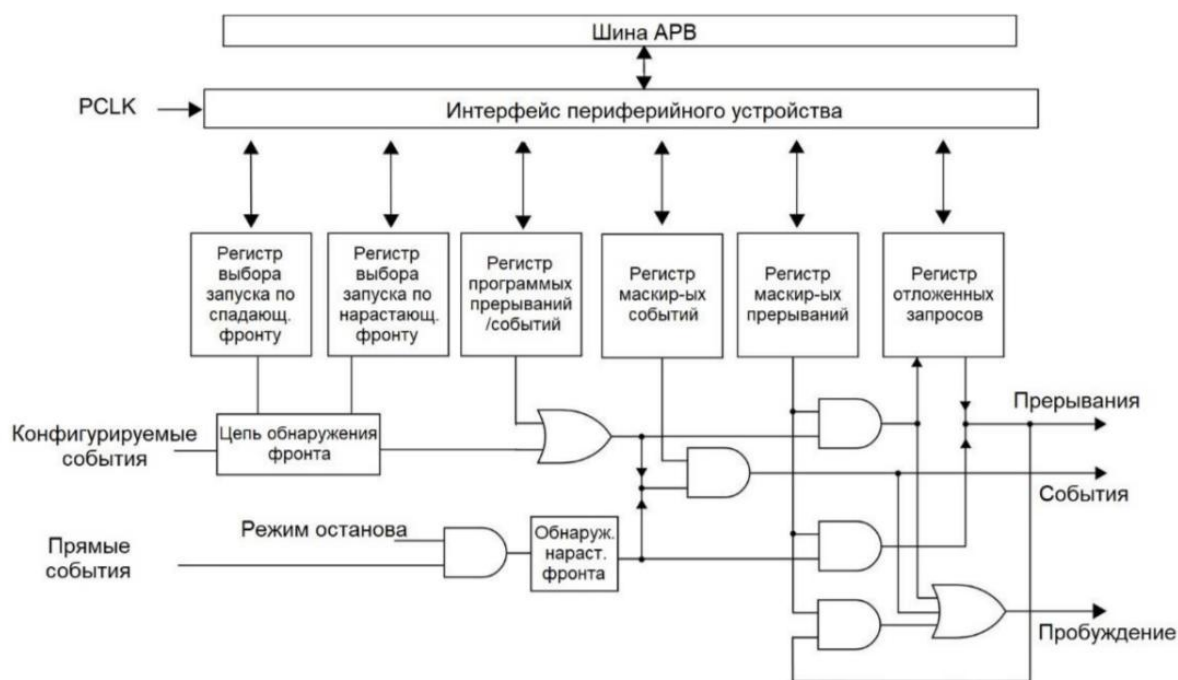 Шина APB
PCLK
Интерфейс периферийного устройства
Регистр
выбора
запуска по
спадающ.
фронту
Регистр
выбора
запуска по
нарастающ.
фронту
Регистр
программых
прерываний
/событий
Регистр
маскир-ых
событий
Регистр
маскир-ых
прерываний
Регистр
отложенных
запросов
Конфигурируемые
события
Цепь обнаружения
фронта
Прерывания
События
Режим останова
Прямые
события
Обнаруж.
нараст.
фронта
Пробуждение